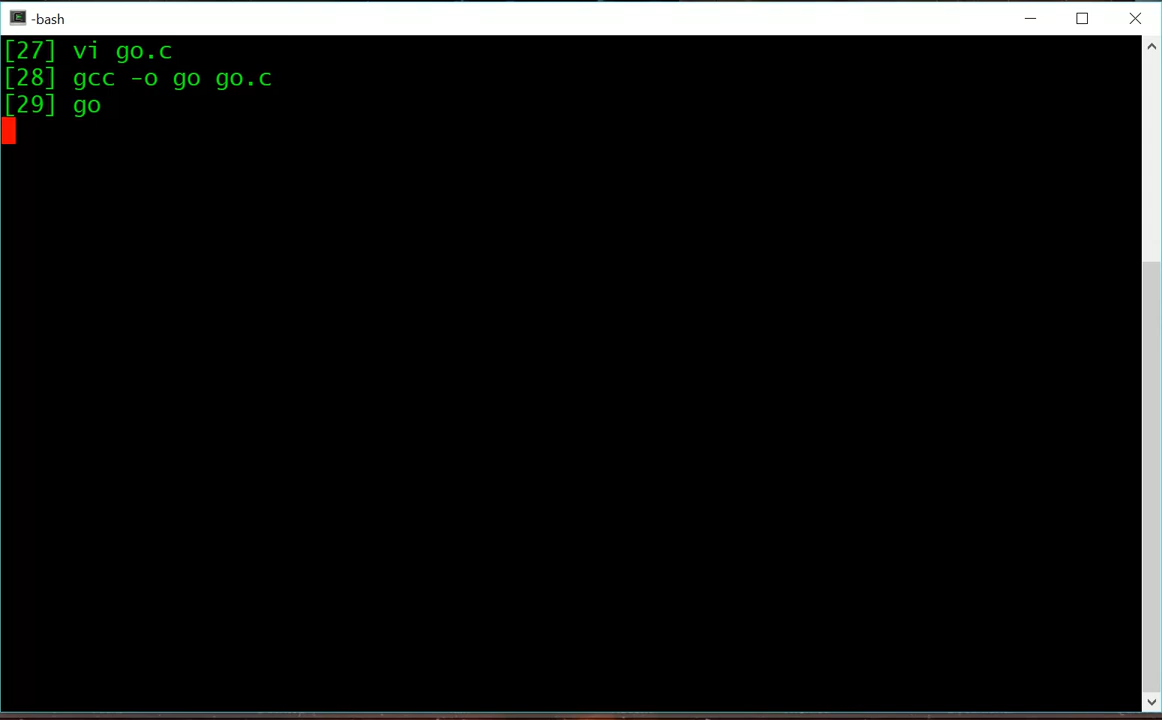 -bash
[27] vi go.c
[28] gcc -o go go.c
[29] go